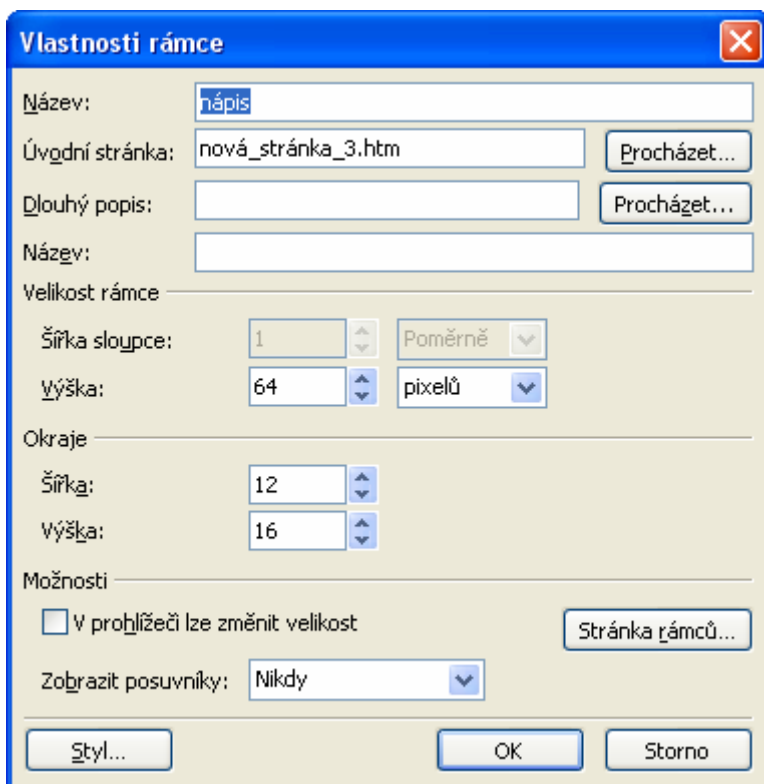 Vlastnosti rámce
Název: nápis
Úvodní stránka: nová_stránka_3.htm Procházet...
Dlouhý popis: Procházet...
Název:
Velikost rámce
Šířka sloupce: 1 Poměrně
Výška: 64 pixelů
Okraje
Šířka: 12
Výška: 16
Možnosti
V prohlížeči lze změnit velikost Stránka rámců...
Zobrazit posuvníky: Nikdy
Styl... OK Storno